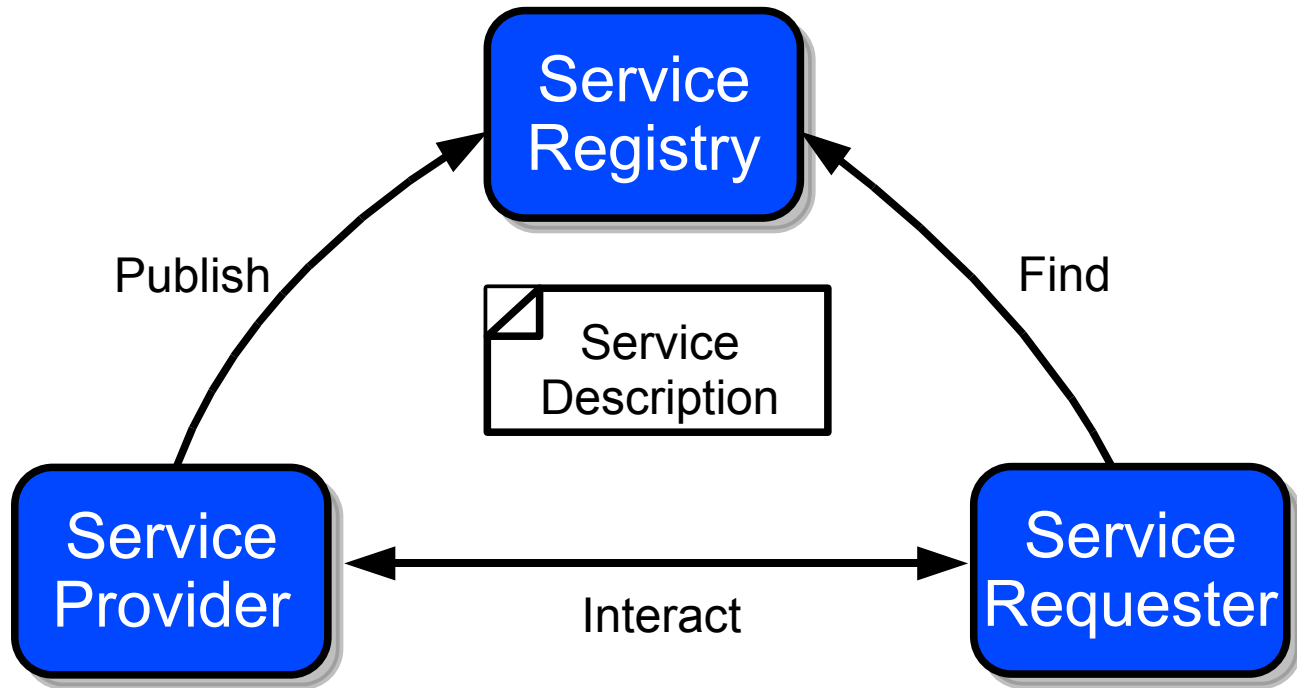 Service
Registry
Publish
Find
Service
Description
Service
Provider
Interact
Service
Requester